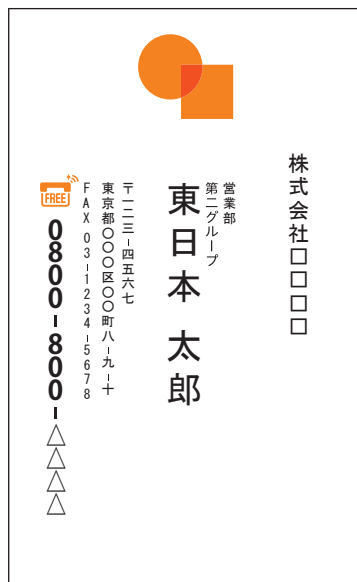 株式会社□□□□
営業部
第二グループ
東日本 太郎
〒一二三-四五六七
東京都〇〇〇区〇〇町八-九-十
FAX 03-1234-5678
FREE
0800-800-△△△△